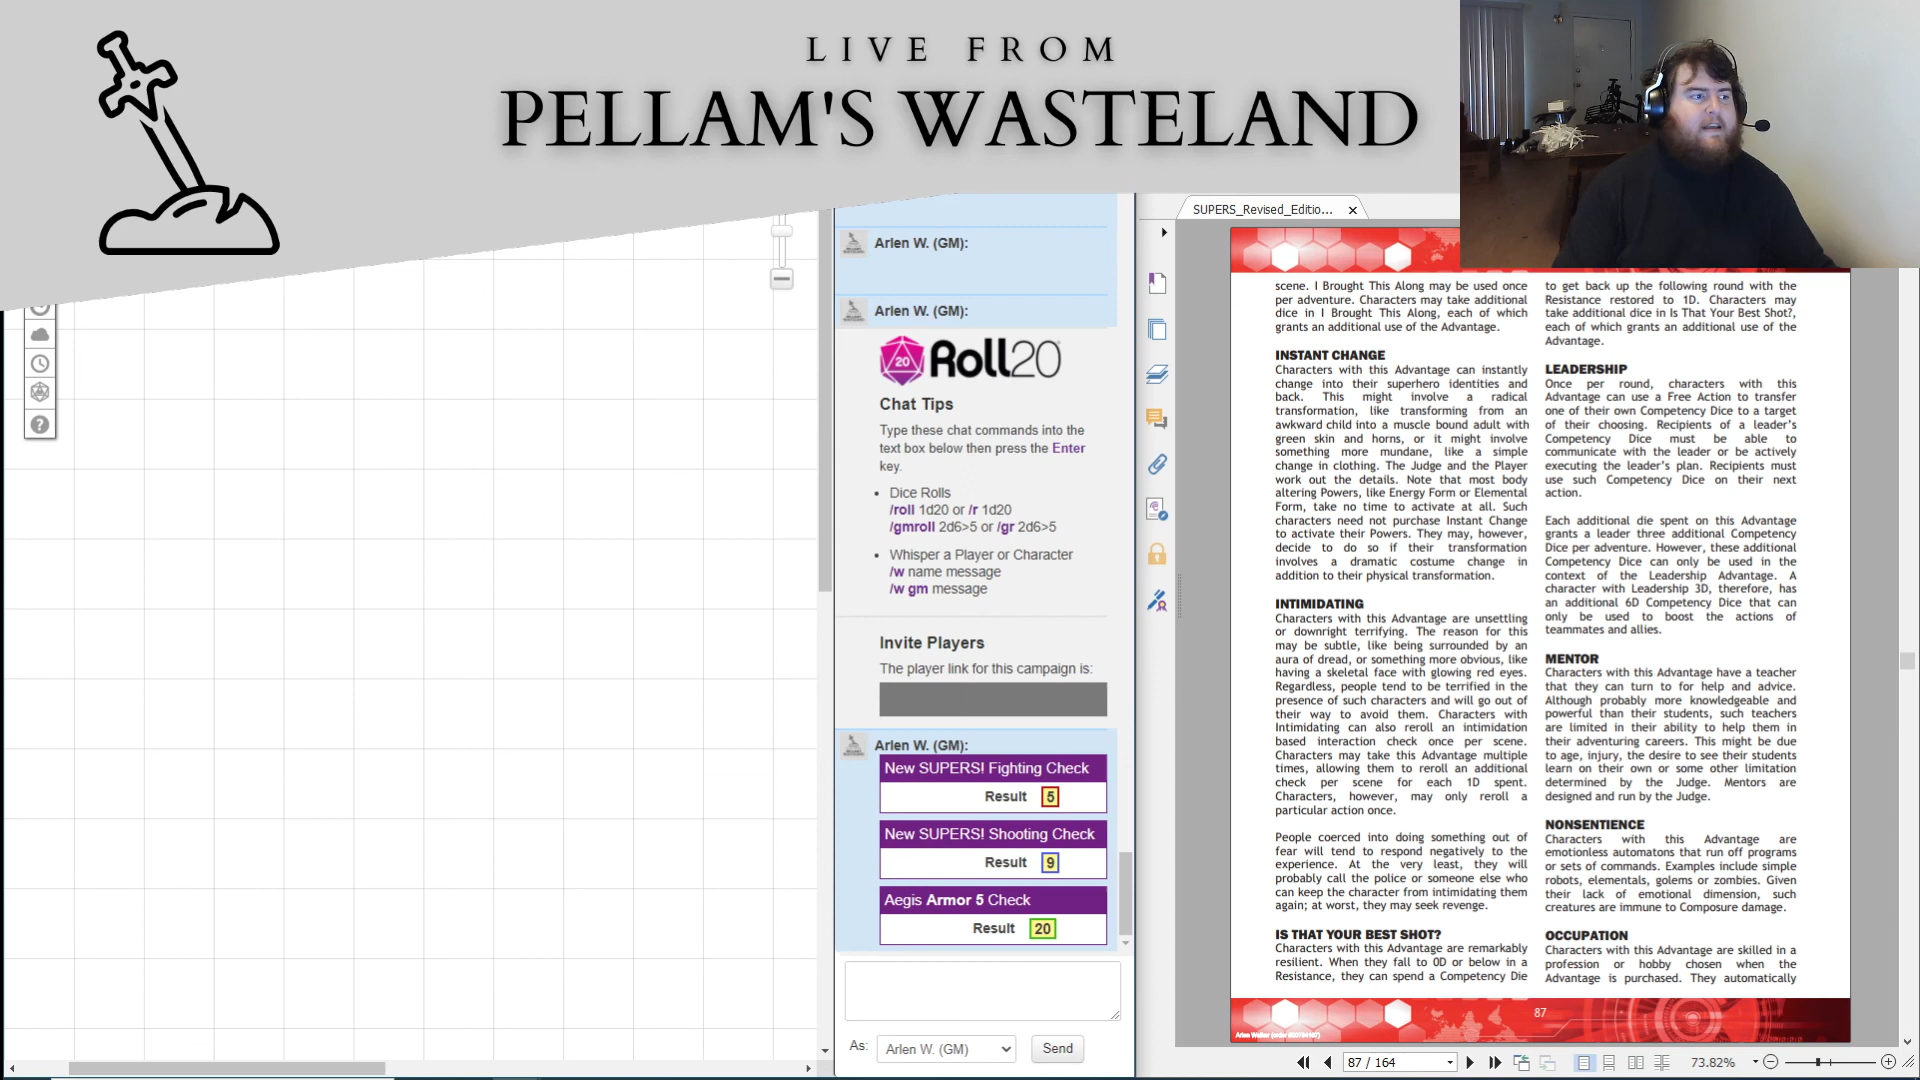 LIVE FROM
PELLAM'S WASTELAND
Arlen W. (GM):
Arlen W. (GM):
20
Roll20
Chat Tips
Type these chat commands into the
text box below then press the Enter
key.
• Dice Rolls
/roll 1d20 or /r 1d20
/gmroll 2d6>5 or /gr 2d6>5
• Whisper a Player or Character
/w name message
/w gm message
Invite Players
The player link for this campaign is:
Arlen W. (GM):
New SUPERS! Fighting Check
Result 5
New SUPERS! Shooting Check
Result 9
Aegis Armor 5 Check
Result 20
As: Arlen W. (GM) Send
SUPERS_Revised_Editio...
scene. I Brought This Along may be used once
per adventure. Characters may take additional
dice in I Brought This Along, each of which
grants an additional use of the Advantage.
INSTANT CHANGE
Characters with this Advantage can instantly
change into their superhero identities and
back. This might involve a radical
transformation, like transforming from an
awkward child into a muscle bound adult with
green skin and horns, or it might involve
something more mundane, like a simple
change in clothing. The Judge and the Player
work out the details. Note that most body
altering Powers, like Energy Form or Elemental
Form, take no time to activate at all. Such
characters need not purchase Instant Change
to activate their Powers. They may, however,
decide to do so if their transformation
involves a dramatic costume change in
addition to their physical transformation.
INTIMIDATING
Characters with this Advantage are unsettling
or downright terrifying. The reason for this
may be subtle, like being surrounded by an
aura of dread, or something more obvious, like
having a skeletal face with glowing red eyes.
Regardless, people tend to be terrified in the
presence of such characters and will go out of
their way to avoid them. Characters with
Intimidating can also reroll an intimidation
based interaction check once per scene.
Characters may take this Advantage multiple
times, allowing them to reroll an additional
check per scene for each 1D spent.
Characters, however, may only reroll a
particular action once.
People coerced into doing something out of
fear will tend to respond negatively to the
experience. At the very least, they will
probably call the police or someone else who
can keep the character from intimidating them
again; at worst, they may seek revenge.
IS THAT YOUR BEST SHOT?
Characters with this Advantage are remarkably
resilient. When they fall to 0D or below in a
Resistance, they can spend a Competency Die
to get back up the following round with the
Resistance restored to 1D. Characters may
take additional dice in Is That Your Best Shot?,
each of which grants an additional use of the
Advantage.
LEADERSHIP
Once per round, characters with this
Advantage can use a Free Action to transfer
one of their own Competency Dice to a target
of their choosing. Recipients of a leader's
Competency Dice must be able to
communicate with the leader or be actively
executing the leader's plan. Recipients must
use such Competency Dice on their next
action.
Each additional die spent on this Advantage
grants a leader three additional Competency
Dice per adventure. However, these additional
Competency Dice can only be used in the
context of the Leadership Advantage. A
character with Leadership 3D, therefore, has
an additional 6D Competency Dice that can
only be used to boost the actions of
teammates and allies.
MENTOR
Characters with this Advantage have a teacher
that they can turn to for help and advice.
Although probably more knowledgeable and
powerful than their students, such teachers
are limited in their ability to help them in
their adventuring careers. This might be due
to age, injury, the desire to see their students
learn on their own or some other limitation
determined by the Judge. Mentors are
designed and run by the Judge.
NONSENTIENCE
Characters with this Advantage are
emotionless automatons that run off programs
or sets of commands. Examples include simple
robots, elementals, golems or zombies. Given
their lack of emotional dimension, such
creatures are immune to Composure damage.
OCCUPATION
Characters with this Advantage are skilled in a
profession or hobby chosen when the
Advantage is purchased. They automatically
87
87 / 164
73.82%